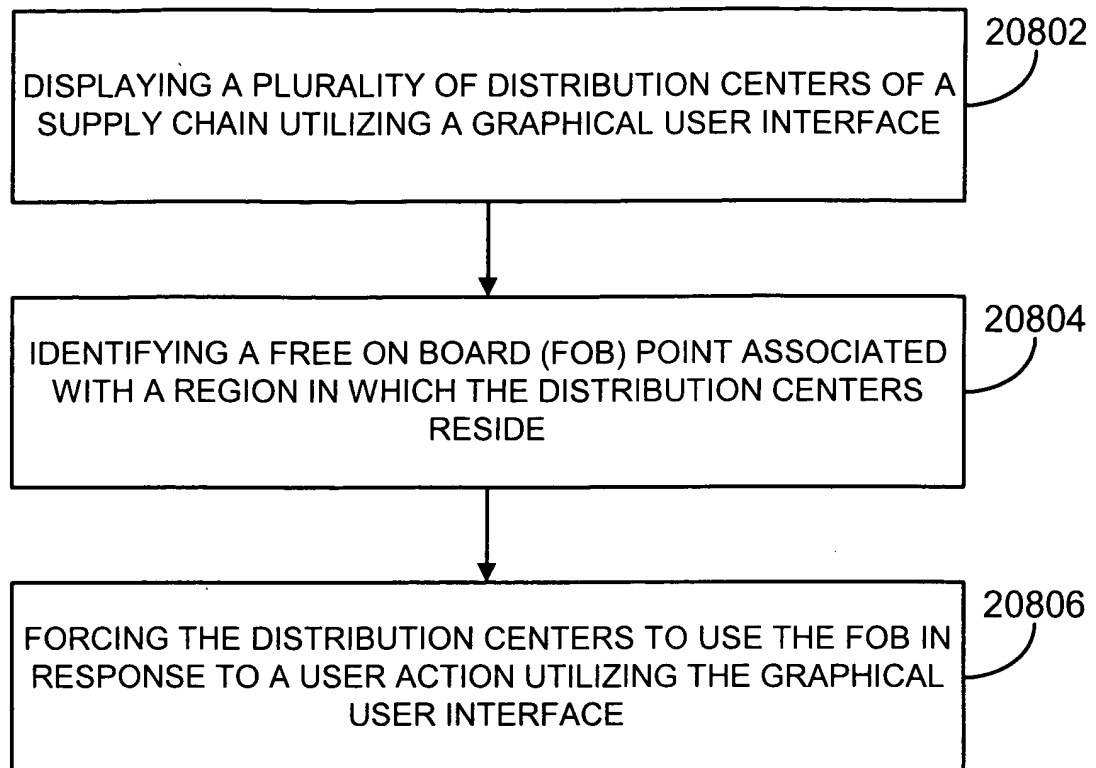 20802
DISPLAYING A PLURALITY OF DISTRIBUTION CENTERS OF A
SUPPLY CHAIN UTILIZING A GRAPHICAL USER INTERFACE
20804
IDENTIFYING A FREE ON BOARD (FOB) POINT ASSOCIATED
WITH A REGION IN WHICH THE DISTRIBUTION CENTERS
RESIDE
20806
FORCING THE DISTRIBUTION CENTERS TO USE THE FOB IN
RESPONSE TO A USER ACTION UTILIZING THE GRAPHICAL
USER INTERFACE